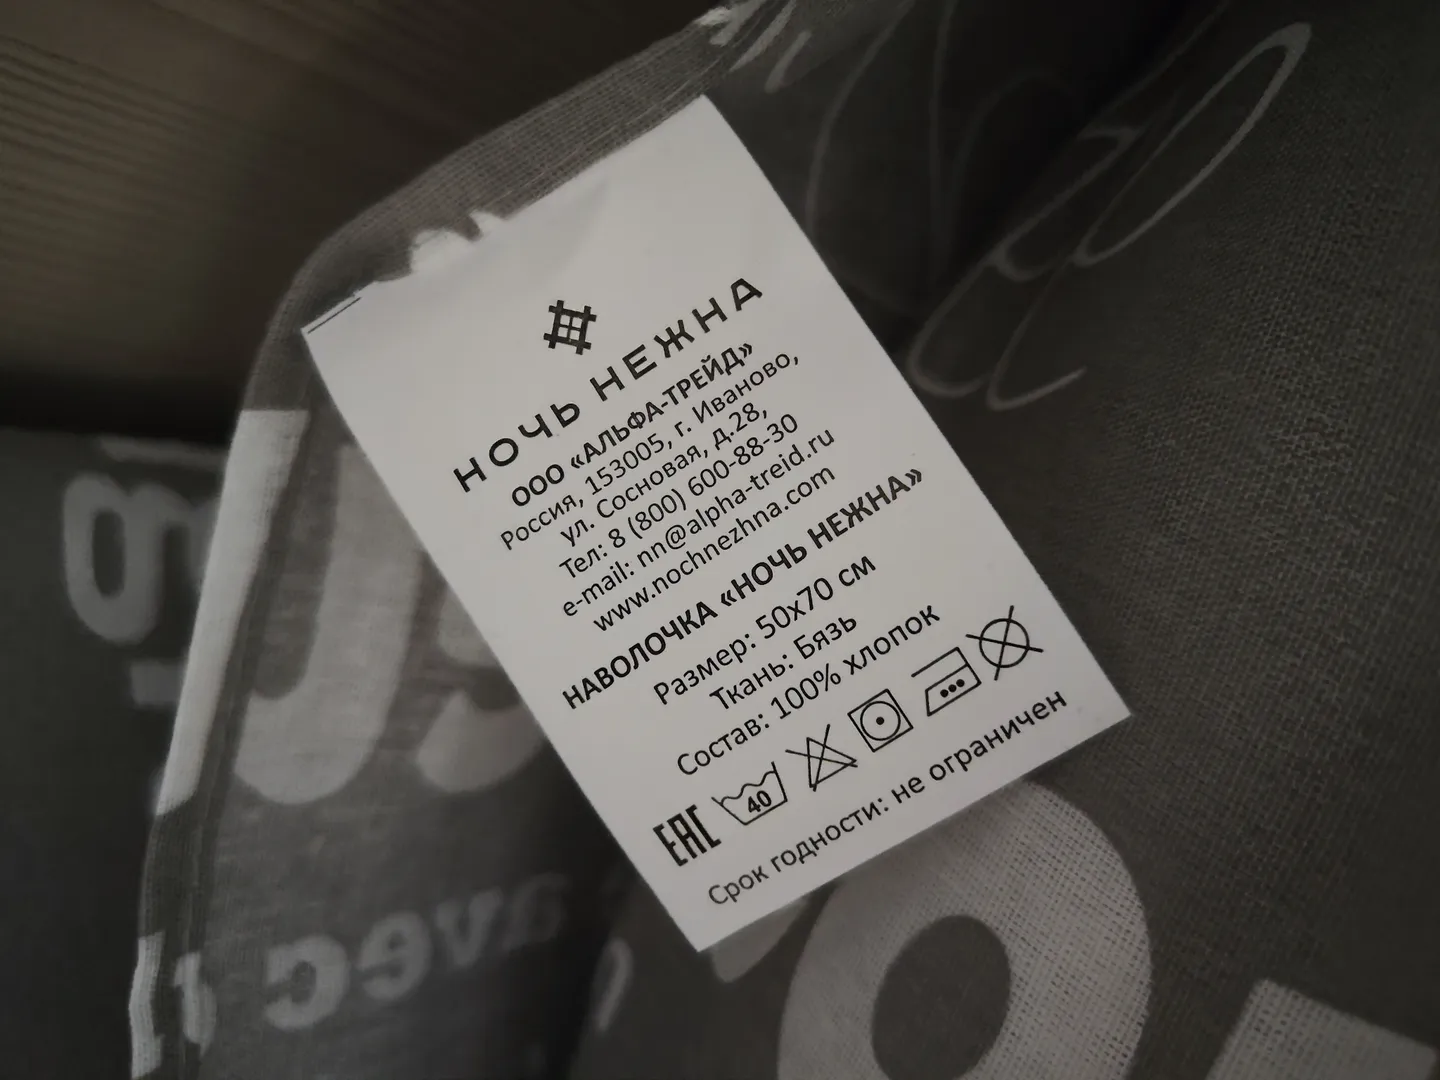 НОЧЬ НЕЖНА
ООО «АЛЬФА-ТРЕЙД»
Россия, 153005, г. Иваново,
ул. Сосновая, д.28,
Тел: 8 (800) 600-88-30
e-mail: nn@alpha-treid.ru
www.nochnezhna.com
НАВОЛОЧКА «НОЧЬ НЕЖНА»
Размер: 50х70 см
Ткань: Бязь
Состав: 100% хлопок
ЕАС 40
Срок годности: не ограничен
avec